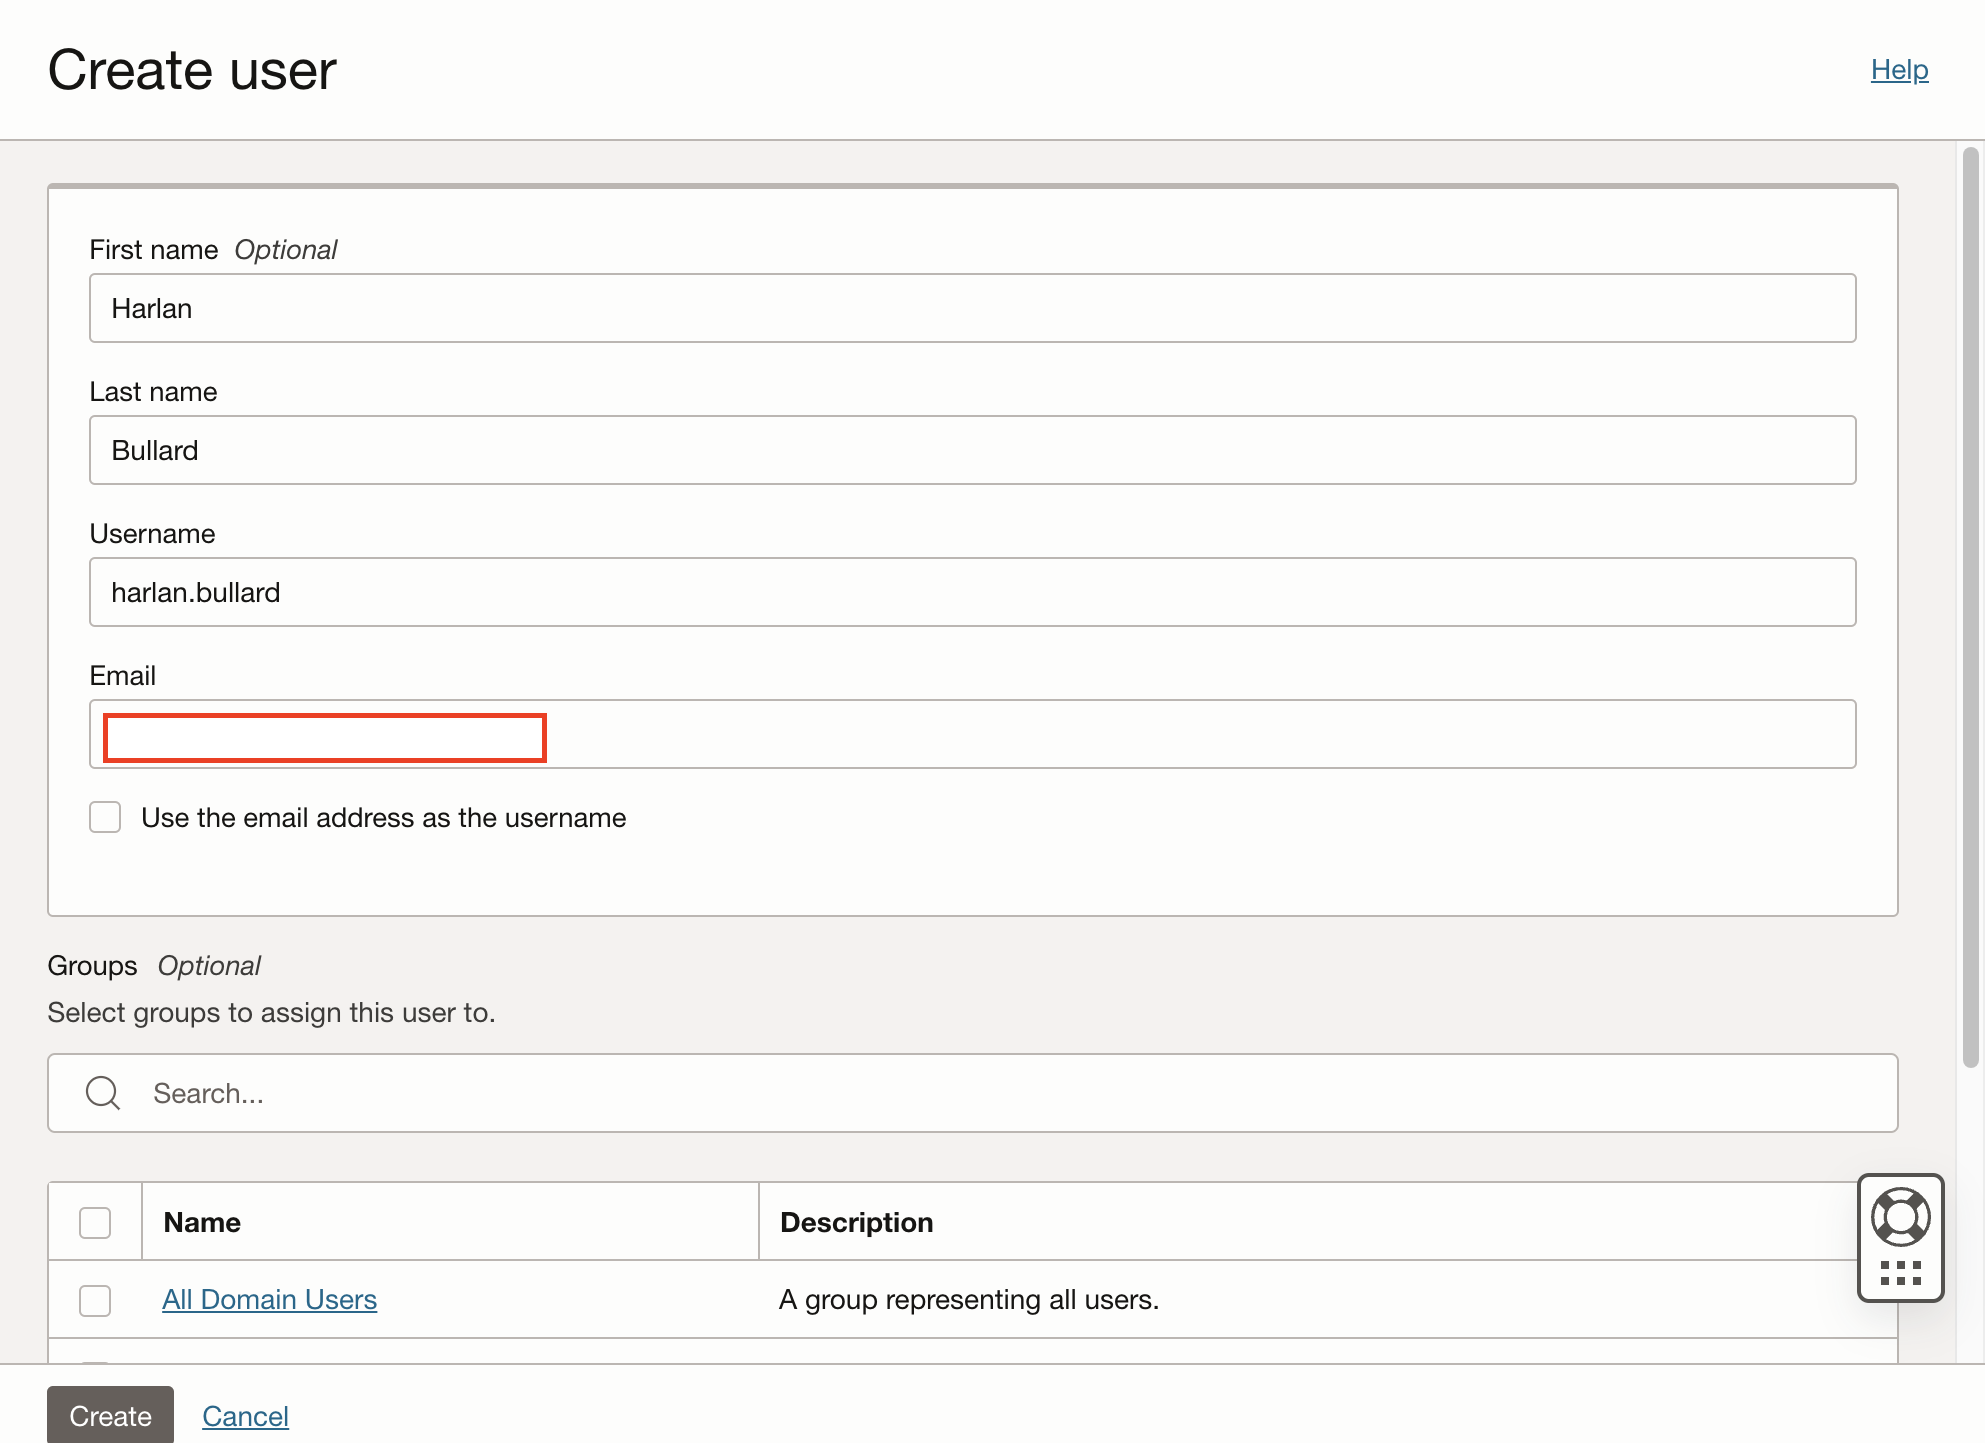 Create user
Help
First name Optional
Harlan
Last name
Bullard
Username
harlan.bullard
Email
Use the email address as the username
Groups Optional
Select groups to assign this user to.
Search...
Name Description
All Domain Users A group representing all users.
Create Cancel